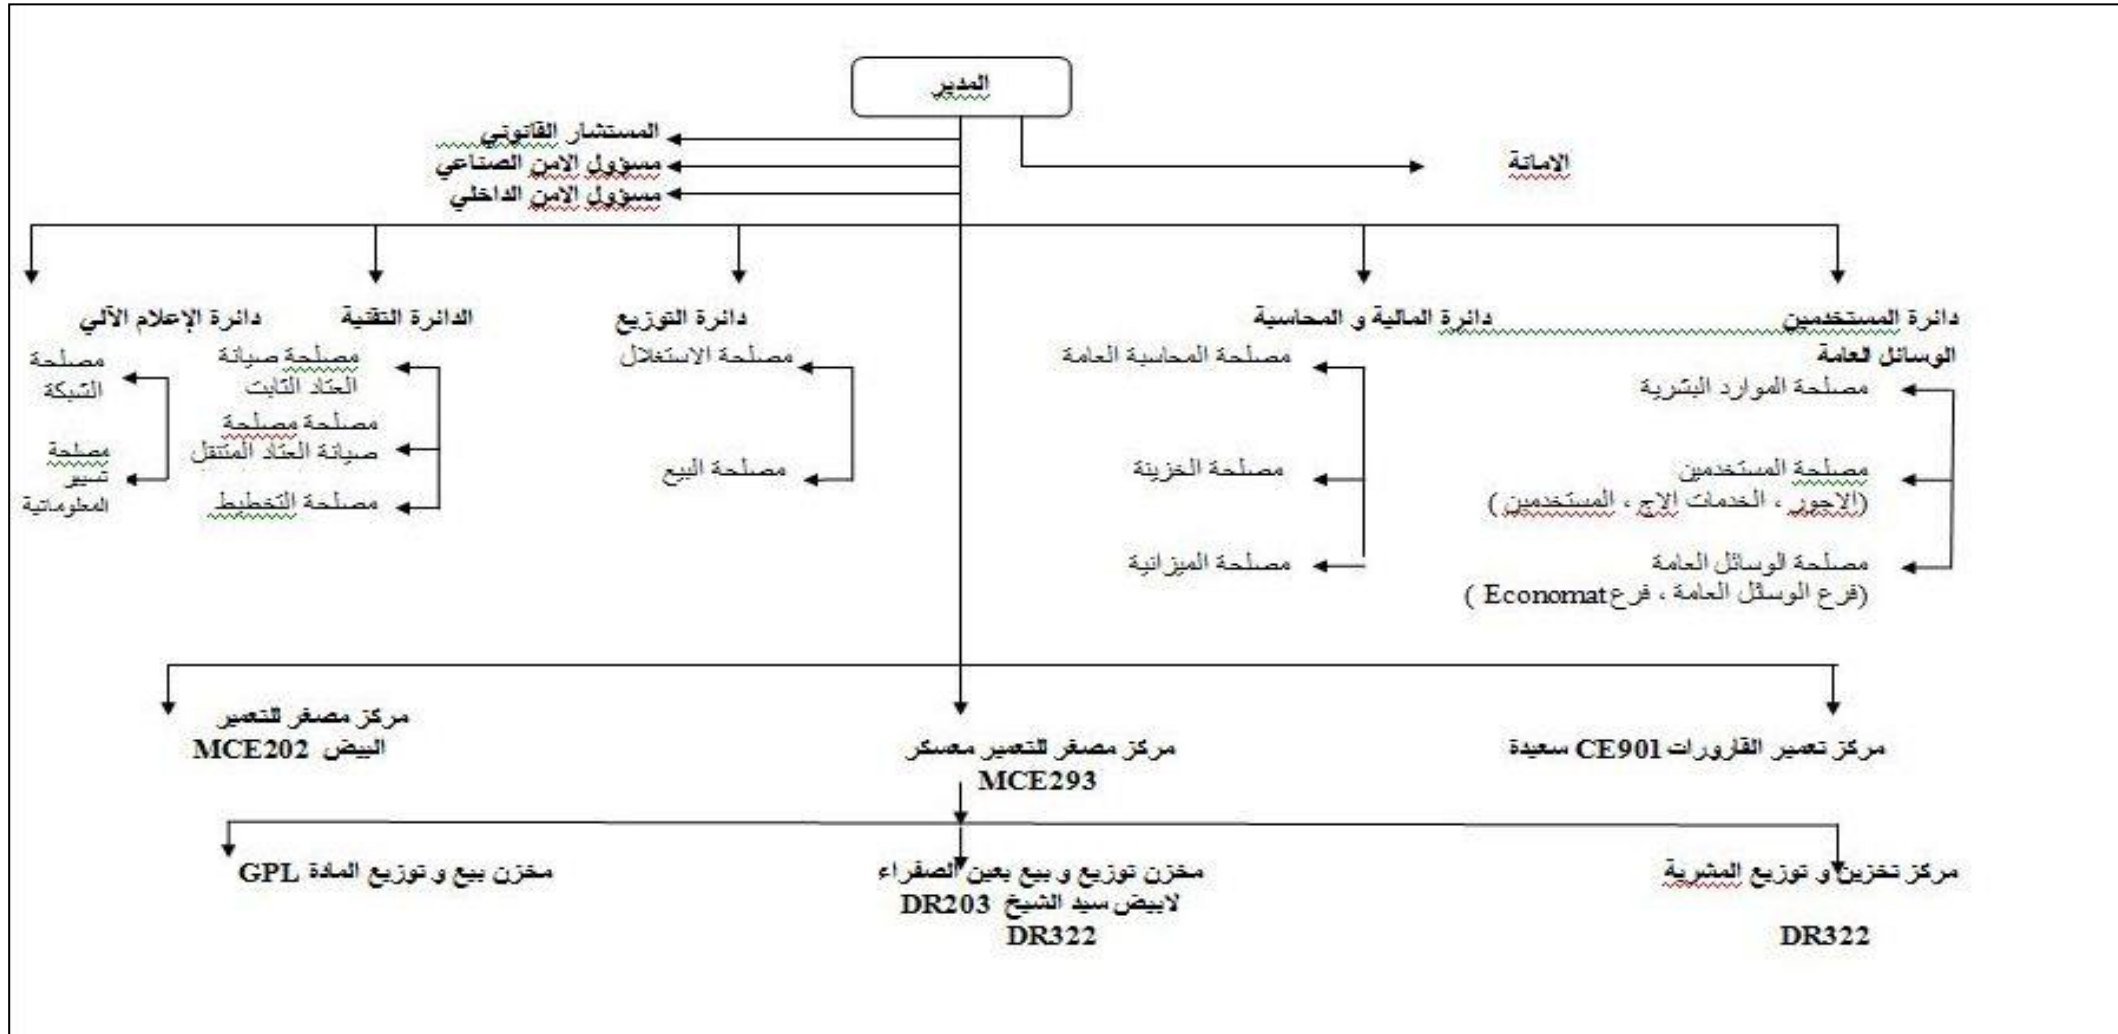 المدير
المستشار القانوني
مسؤول الامن الصناعي
مسؤول الامن الداخلي
الامانة
دائرة المستخدمين
الوسائل العامة
مصلحة الموارد البشرية
مصلحة المستخدمين
(الاجور ، الخدمات الاج ، المستخدمين )
مصلحة الوسائل العامة
(فرع الوسئل العامة ، فرع Economat )
دائرة المالية و المحاسبة
مصلحة المحاسبة العامة
مصلحة الخزينة
مصلحة الميزانية
دائرة التوزيع
مصلحة الاستغلال
مصلحة البيع
الدائرة التقنية
مصلحة صيانة
العتاد الثابت
مصلحة مصلحة
صيانة العتاد المتنقل
مصلحة التخطيط
دائرة الإعلام الآلي
مصلحة
الشبكة
مصلحة
تسيير
المعلوماتية
مركز تعمير القارورات CE901 سعيدة
مركز مصغر للتعمير معسكر
MCE293
مركز مصغر للتعمير
البيض MCE202
مركز تخزين و توزيع المشرية
DR322
مخزن توزيع و بيع بعين الصفراء
لابيض سيد الشيخ DR203
DR322
مخزن بيع و توزيع المادة GPL